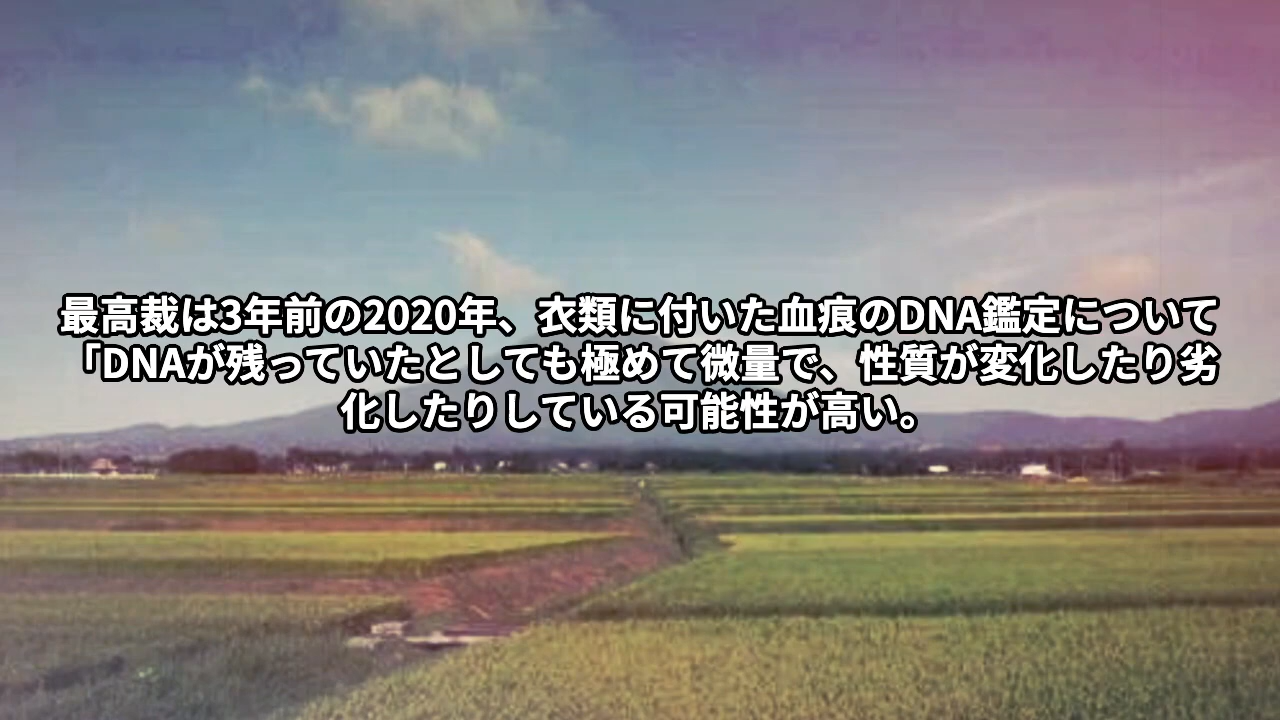 最高裁は3年前の2020年、衣類に付いた血痕のDNA鑑定について
「DNAが残っていたとしても極めて微量で、性質が変化したり劣
化したりしている可能性が高い。